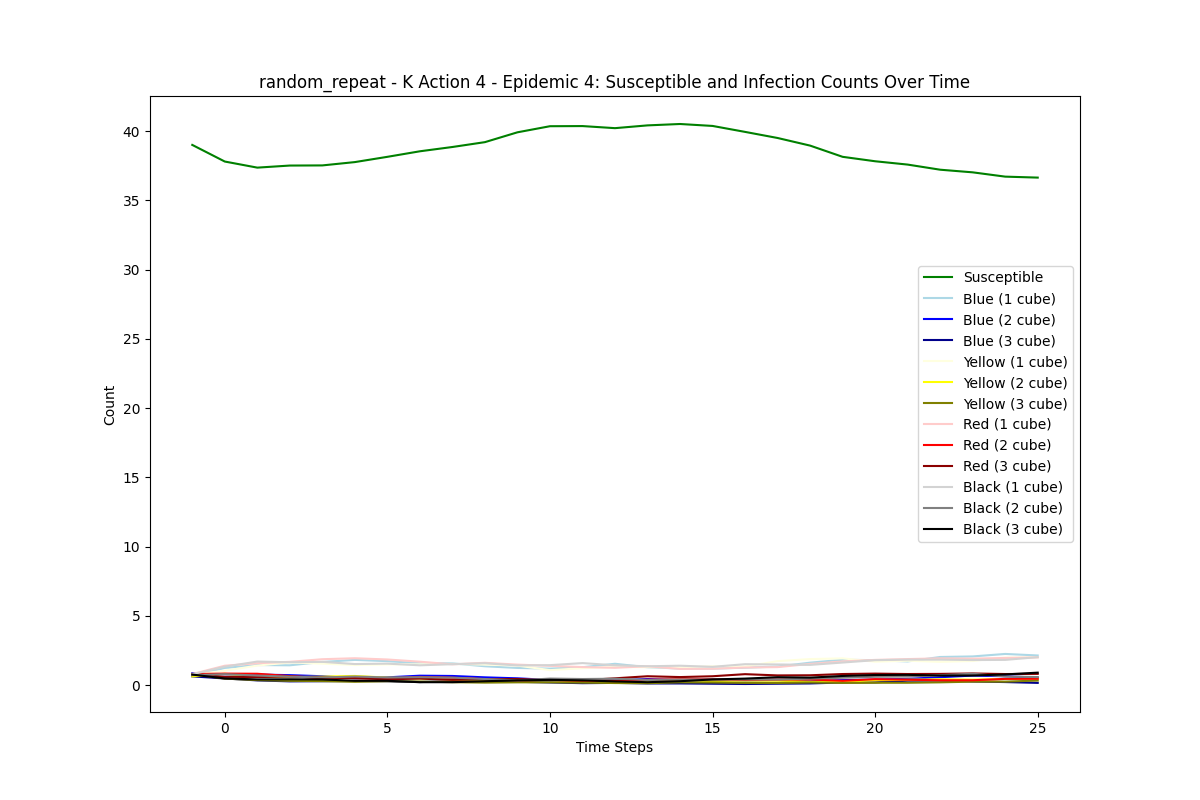 random_repeat - K Action 4 - Epidemic 4: Susceptible and Infection Counts Over Time
40
35
30
25
20
15
10
5
0
Count
Susceptible
Blue (1 cube)
Blue (2 cube)
Blue (3 cube)
Yellow (1 cube)
Yellow (2 cube)
Yellow (3 cube)
Red (1 cube)
Red (2 cube)
Red (3 cube)
Black (1 cube)
Black (2 cube)
Black (3 cube)
0 5 10 15 20 25
Time Steps